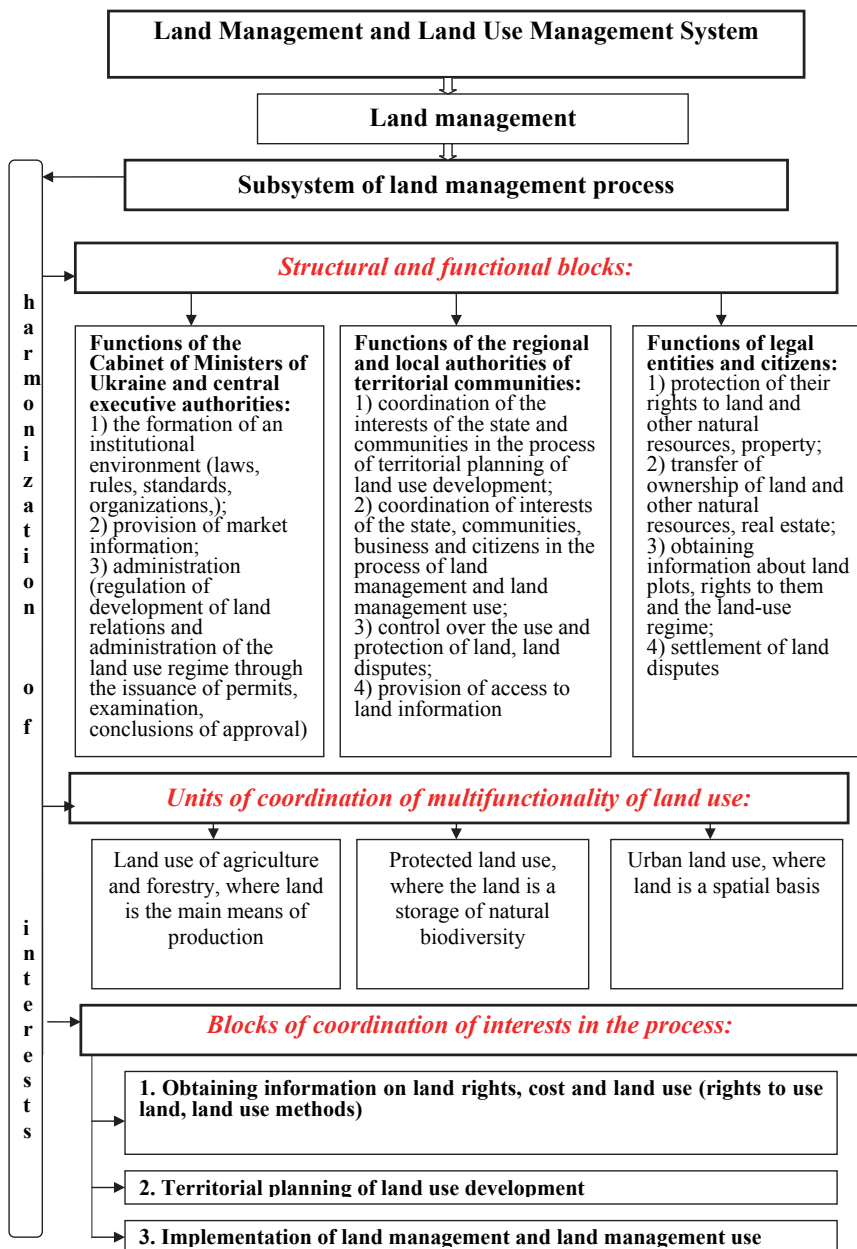 Land Management and Land Use Management System
Land management
Subsystem of land management process
harmonization of interests
Structural and functional blocks:
Functions of the
Cabinet of Ministers of
Ukraine and central
executive authorities:
1) the formation of an
institutional
environment (laws,
rules, standards,
organizations,);
2) provision of market
information;
3) administration
(regulation of
development of land
relations and
administration of the
land use regime through
the issuance of permits,
examination,
conclusions of approval)
Functions of the regional
and local authorities of
territorial communities:
1) coordination of the
interests of the state and
communities in the process
of territorial planning of
land use development;
2) coordination of interests
of the state, communities,
business and citizens in the
process of land
management and land
management use;
3) control over the use and
protection of land, land
disputes;
4) provision of access to
land information
Functions of legal
entities and citizens:
1) protection of their
rights to land and
other natural
resources, property;
2) transfer of
ownership of land and
other natural
resources, real estate;
3) obtaining
information about land
plots, rights to them
and the land-use
regime;
4) settlement of land
disputes
Units of coordination of multifunctionality of land use:
Land use of agriculture
and forestry, where land
is the main means of
production
Protected land use,
where the land is a
storage of natural
biodiversity
Urban land use, where
land is a spatial basis
Blocks of coordination of interests in the process:
1. Obtaining information on land rights, cost and land use (rights to use
land, land use methods)
2. Territorial planning of land use development
3. Implementation of land management and land management use